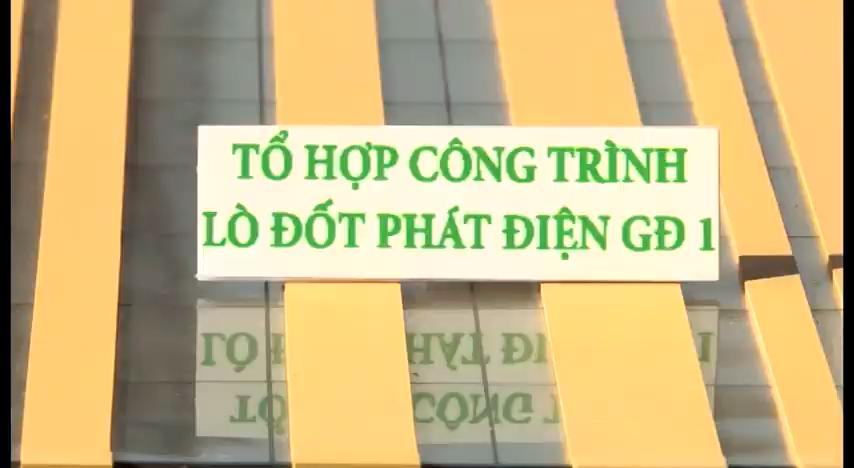 TỔ HỢP CÔNG TRÌNH
LÒ ĐỐT PHÁT ĐIỆN GĐ 1